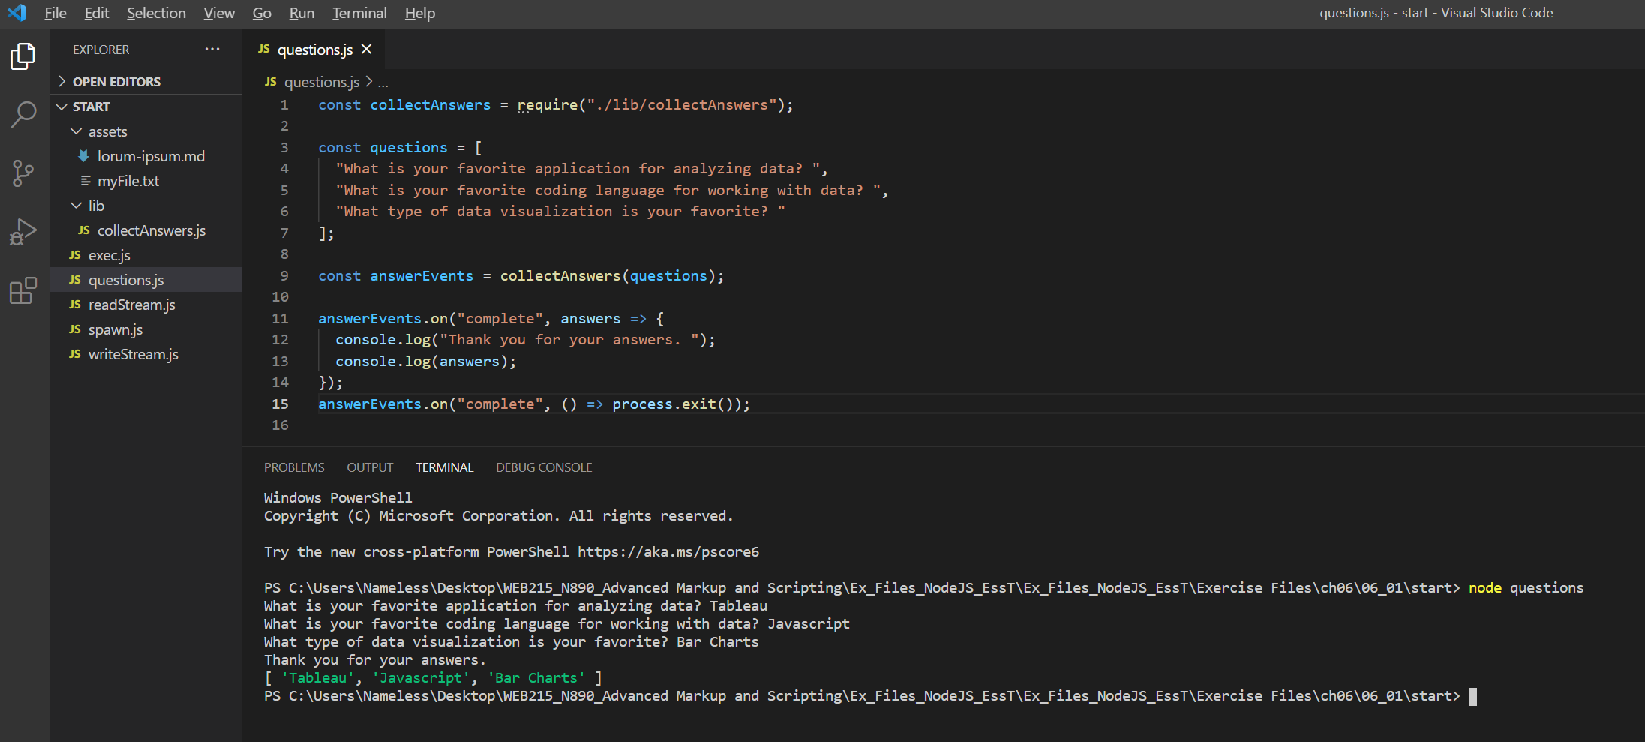 File Edit Selection View Go Run Terminal Help questions.js - start - Visual Studio Code
EXPLORER ...
OPEN EDITORS
START
assets
lorum-ipsum.md
myFile.txt
lib
JS collectAnswers.js
JS exec.js
JS questions.js
JS readStream.js
JS spawn.js
JS writeStream.js
JS questions.js ×
JS questions.js > ...
1 const collectAnswers = require("./lib/collectAnswers");
2
3 const questions = [
4 "What is your favorite application for analyzing data? ",
5 "What is your favorite coding language for working with data? ",
6 "What type of data visualization is your favorite? "
7 ];
8
9 const answerEvents = collectAnswers(questions);
10
11 answerEvents.on("complete", answers => {
12 console.log("Thank you for your answers. ");
13 console.log(answers);
14 });
15 answerEvents.on("complete", () => process.exit());
16
PROBLEMS OUTPUT TERMINAL DEBUG CONSOLE
Windows PowerShell
Copyright (C) Microsoft Corporation. All rights reserved.
Try the new cross-platform PowerShell https://aka.ms/pscore6
PS C:\Users\Nameless\Desktop\WEB215_N890_Advanced Markup and Scripting\Ex_Files_NodeJS_EssT\Ex_Files_NodeJS_EssT\Exercise Files\ch06\06_01\start> node questions
What is your favorite application for analyzing data? Tableau
What is your favorite coding language for working with data? Javascript
What type of data visualization is your favorite? Bar Charts
Thank you for your answers.
[ 'Tableau', 'Javascript', 'Bar Charts' ]
PS C:\Users\Nameless\Desktop\WEB215_N890_Advanced Markup and Scripting\Ex_Files_NodeJS_EssT\Ex_Files_NodeJS_EssT\Exercise Files\ch06\06_01\start>